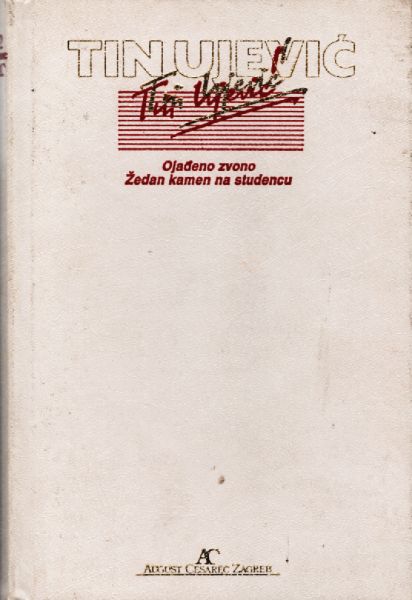 TIN UJEVIĆ
Tin Ujević
Ojađeno zvono
Žedan kamen na studencu
AC
AUGUST CESAREC ZAGREB